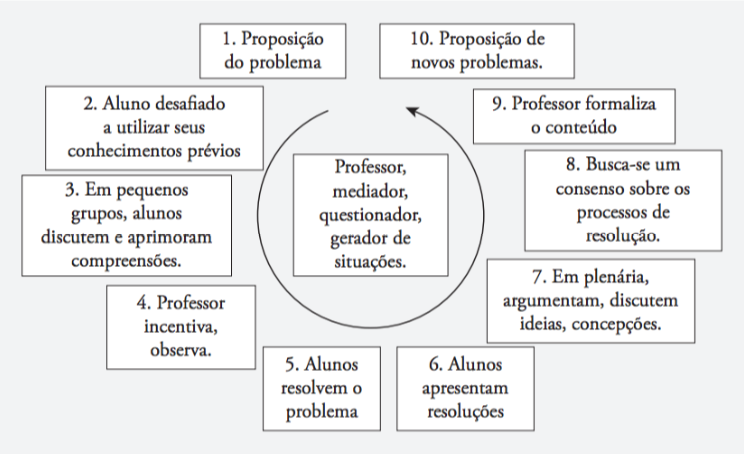 1. Proposição
do problema
2. Aluno desafiado
a utilizar seus
conhecimentos prévios
3. Em pequenos
grupos, alunos
discutem e aprimoram
compreensões.
4. Professor
incentiva,
observa.
5. Alunos
resolvem o
problema
6. Alunos
apresentam
resoluções
7. Em plenária,
argumentam, discutem
ideias, concepções.
8. Busca-se um
consenso sobre os
processos de
resolução.
9. Professor formaliza
o conteúdo
10. Proposição de
novos problemas.
Professor,
mediador,
questionador,
gerador de
situações.